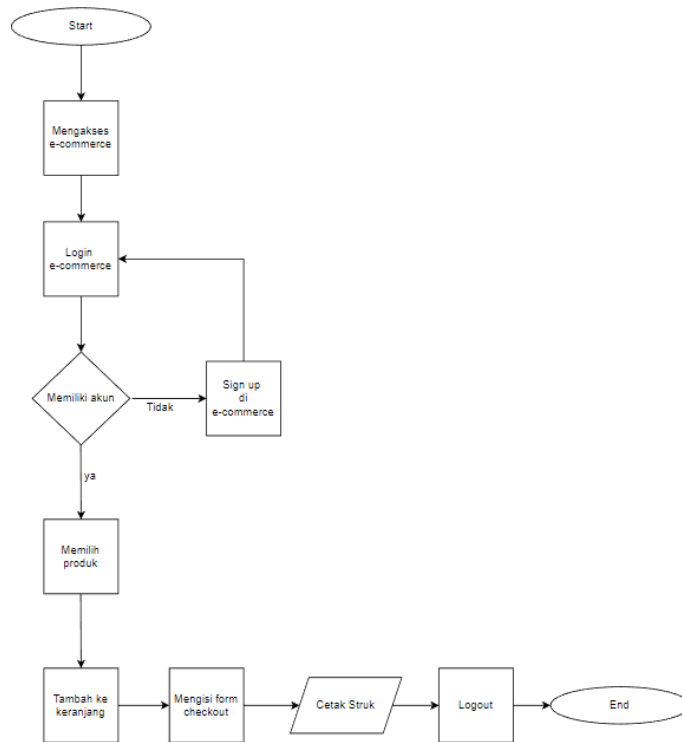 Start
Mengakses
e-commerce
Login
e-commerce
Memiliki akun
Tidak
Sign up
di
e-commerce
ya
Memilih
produk
Tambah ke
keranjang
Mengisi form
checkout
Cetak Struk
Logout
End